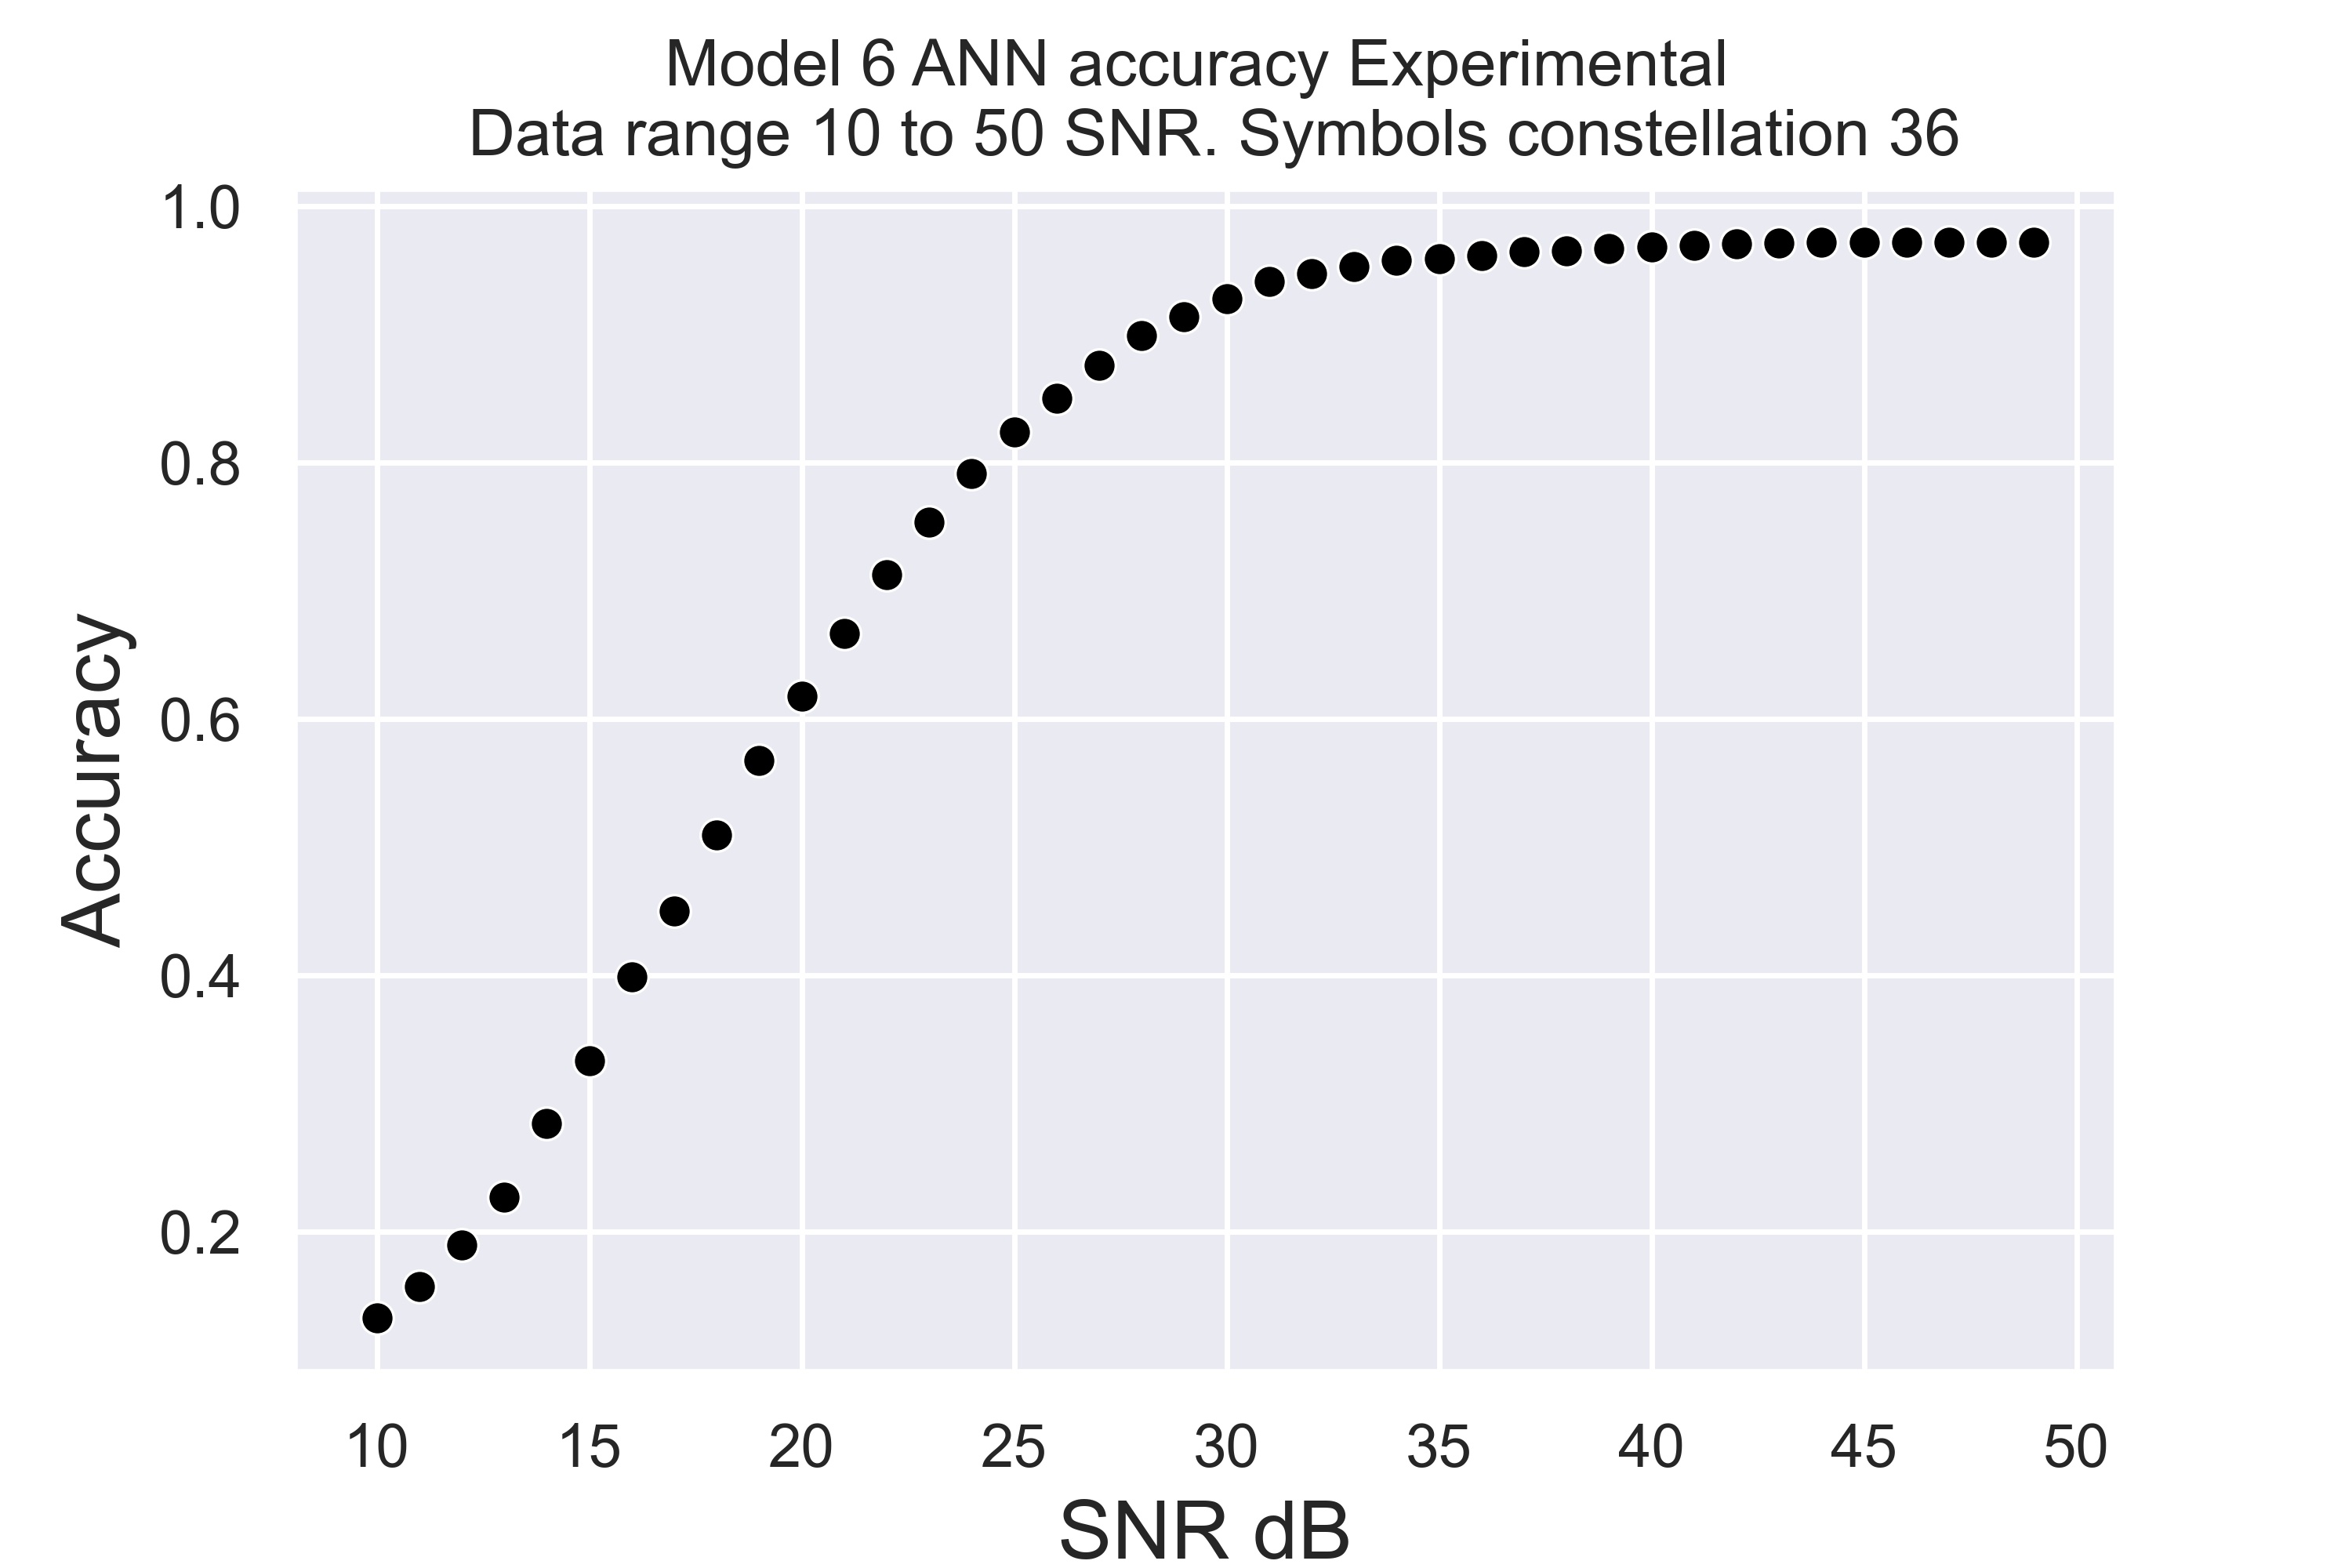 Model 6 ANN accuracy Experimental
Data range 10 to 50 SNR. Symbols constellation 36
1.0
0.8
0.6
0.4
0.2
Accuracy
10 15 20 25 30 35 40 45 50
SNR dB